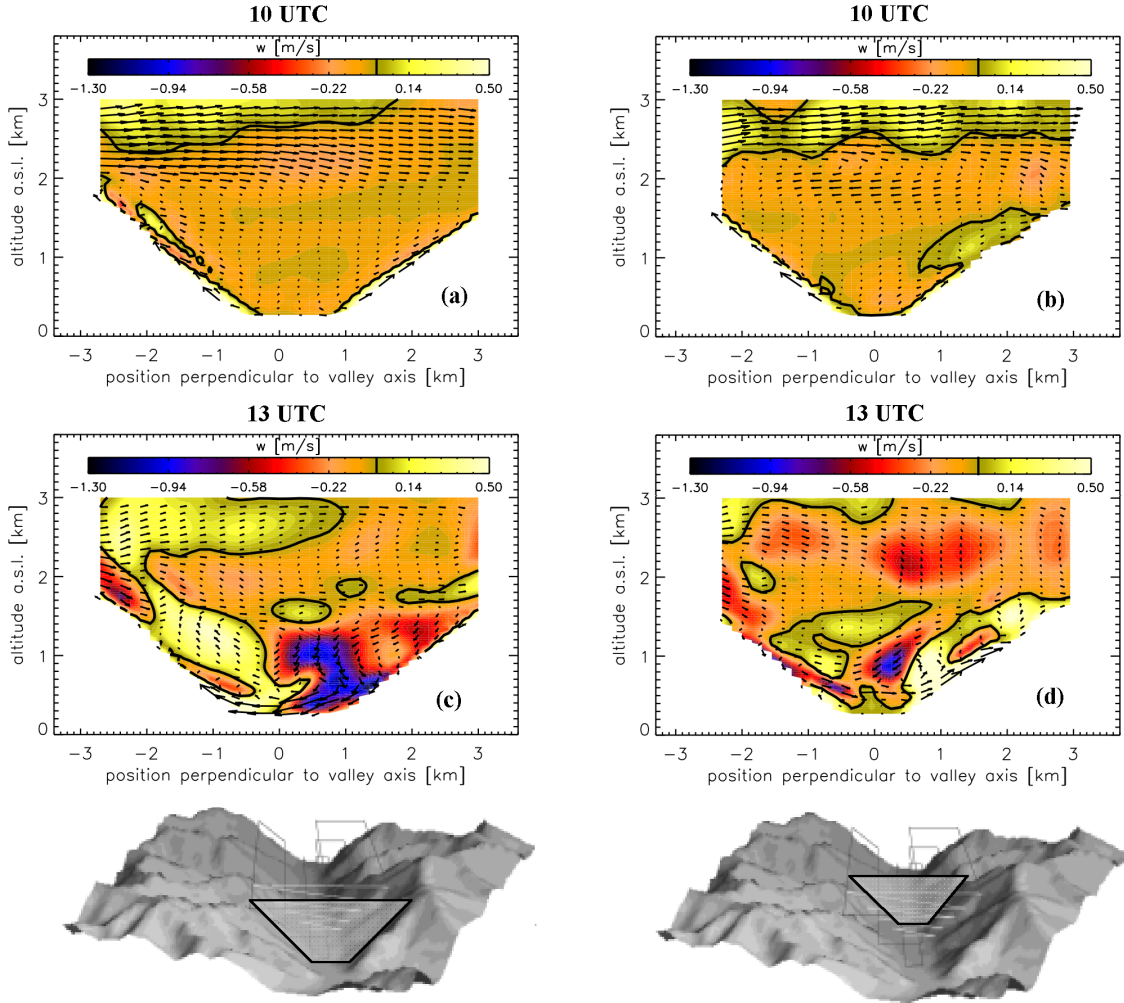 10 UTC
w [m/s]
−1.30 −0.94 −0.58 −0.22 0.14 0.50
altitude a.s.l. [km]
3
2
1
0
(a)
−3 −2 −1 0 1 2 3
position perpendicular to valley axis [km]
10 UTC
w [m/s]
−1.30 −0.94 −0.58 −0.22 0.14 0.50
altitude a.s.l. [km]
3
2
1
0
(b)
−3 −2 −1 0 1 2 3
position perpendicular to valley axis [km]
13 UTC
w [m/s]
−1.30 −0.94 −0.58 −0.22 0.14 0.50
altitude a.s.l. [km]
3
2
1
0
(c)
−3 −2 −1 0 1 2 3
position perpendicular to valley axis [km]
13 UTC
w [m/s]
−1.30 −0.94 −0.58 −0.22 0.14 0.50
altitude a.s.l. [km]
3
2
1
0
(d)
−3 −2 −1 0 1 2 3
position perpendicular to valley axis [km]